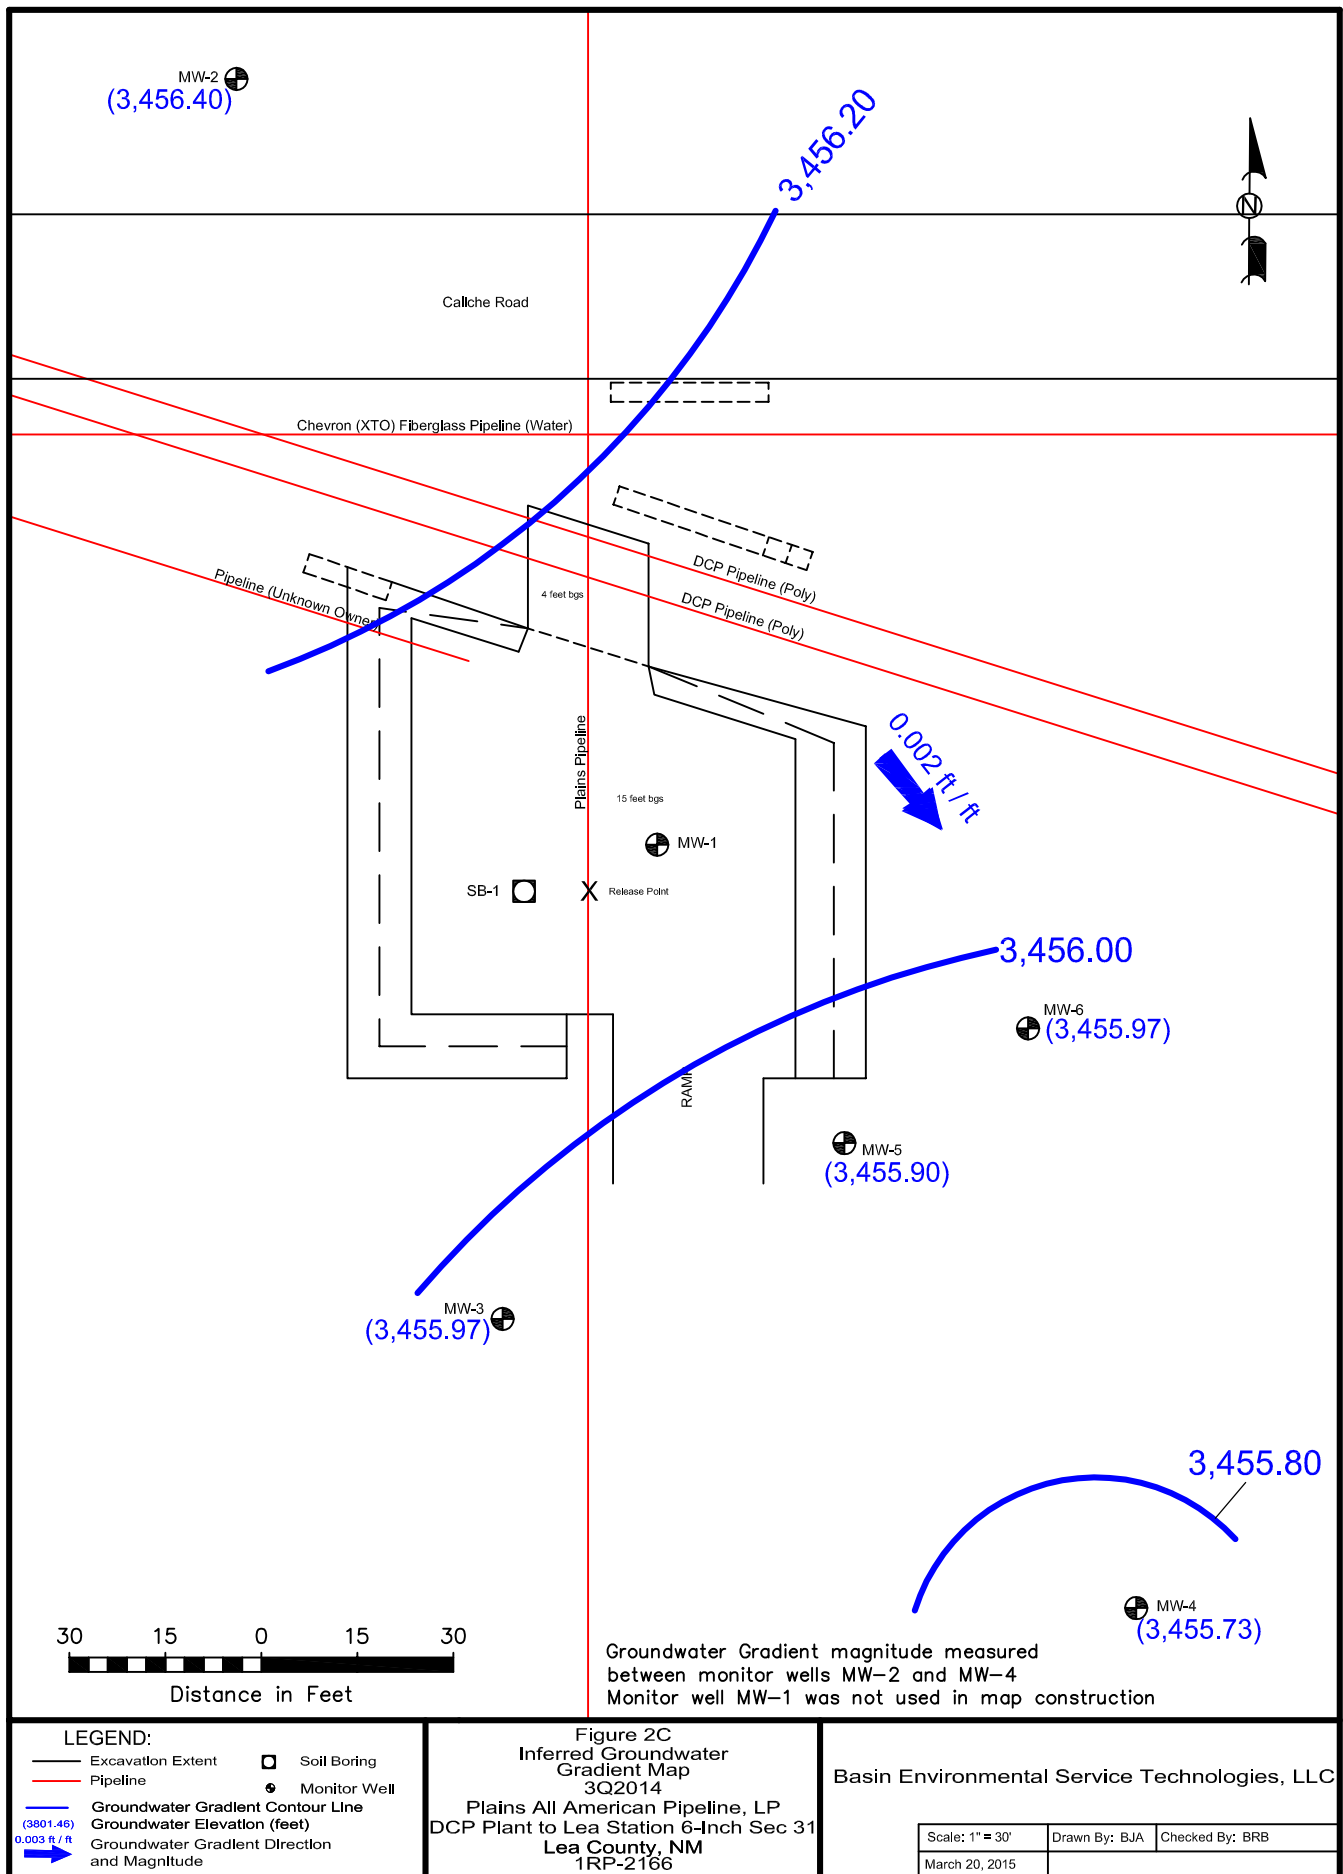 MW-2
(3,456.40)
3,456.20
N
Caliche Road
Chevron (XTO) Fiberglass Pipeline (Water)
DCP Pipeline (Poly)
DCP Pipeline (Poly)
Pipeline (Unknown Owner)
4 feet bgs
Plains Pipeline
15 feet bgs
0.002 ft / ft
MW-1
SB-1
X
Release Point
3,456.00
MW-6
(3,455.97)
RAMP
MW-5
(3,455.90)
MW-3
(3,455.97)
3,455.80
MW-4
(3,455.73)
30 15 0 15 30
Distance in Feet
Groundwater Gradient magnitude measured
between monitor wells MW-2 and MW-4
Monitor well MW-1 was not used in map construction
LEGEND:
Excavation Extent
Soil Boring
Pipeline
Monitor Well
Groundwater Gradient Contour Line
(3801.46) Groundwater Elevation (feet)
0.003 ft / ft Groundwater Gradient Direction
and Magnitude
Figure 2C
Inferred Groundwater
Gradient Map
3Q2014
Plains All American Pipeline, LP
DCP Plant to Lea Station 6-Inch Sec 31
Lea County, NM
1RP-2166
Basin Environmental Service Technologies, LLC
Scale: 1" = 30'
Drawn By: BJA
Checked By: BRB
March 20, 2015